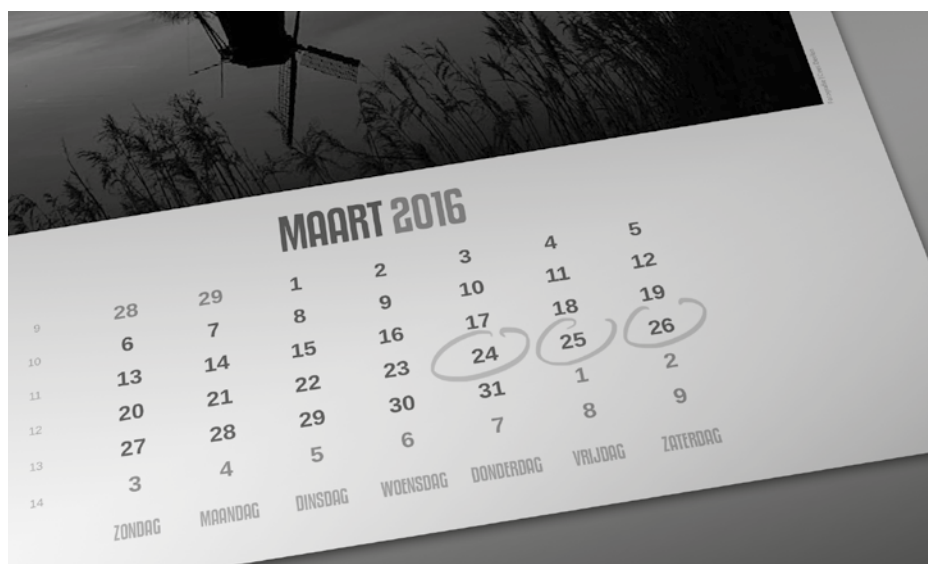 MAART 2016
9 28 29 1 2 3 4 5
10 6 7 8 9 10 11 12
11 13 14 15 16 17 18 19
12 20 21 22 23 24 25 26
13 27 28 29 30 31 1 2
14 3 4 5 6 7 8 9
ZONDAG MAANDAG DINSDAG WOENSDAG DONDERDAG VRIJDAG ZATERDAG